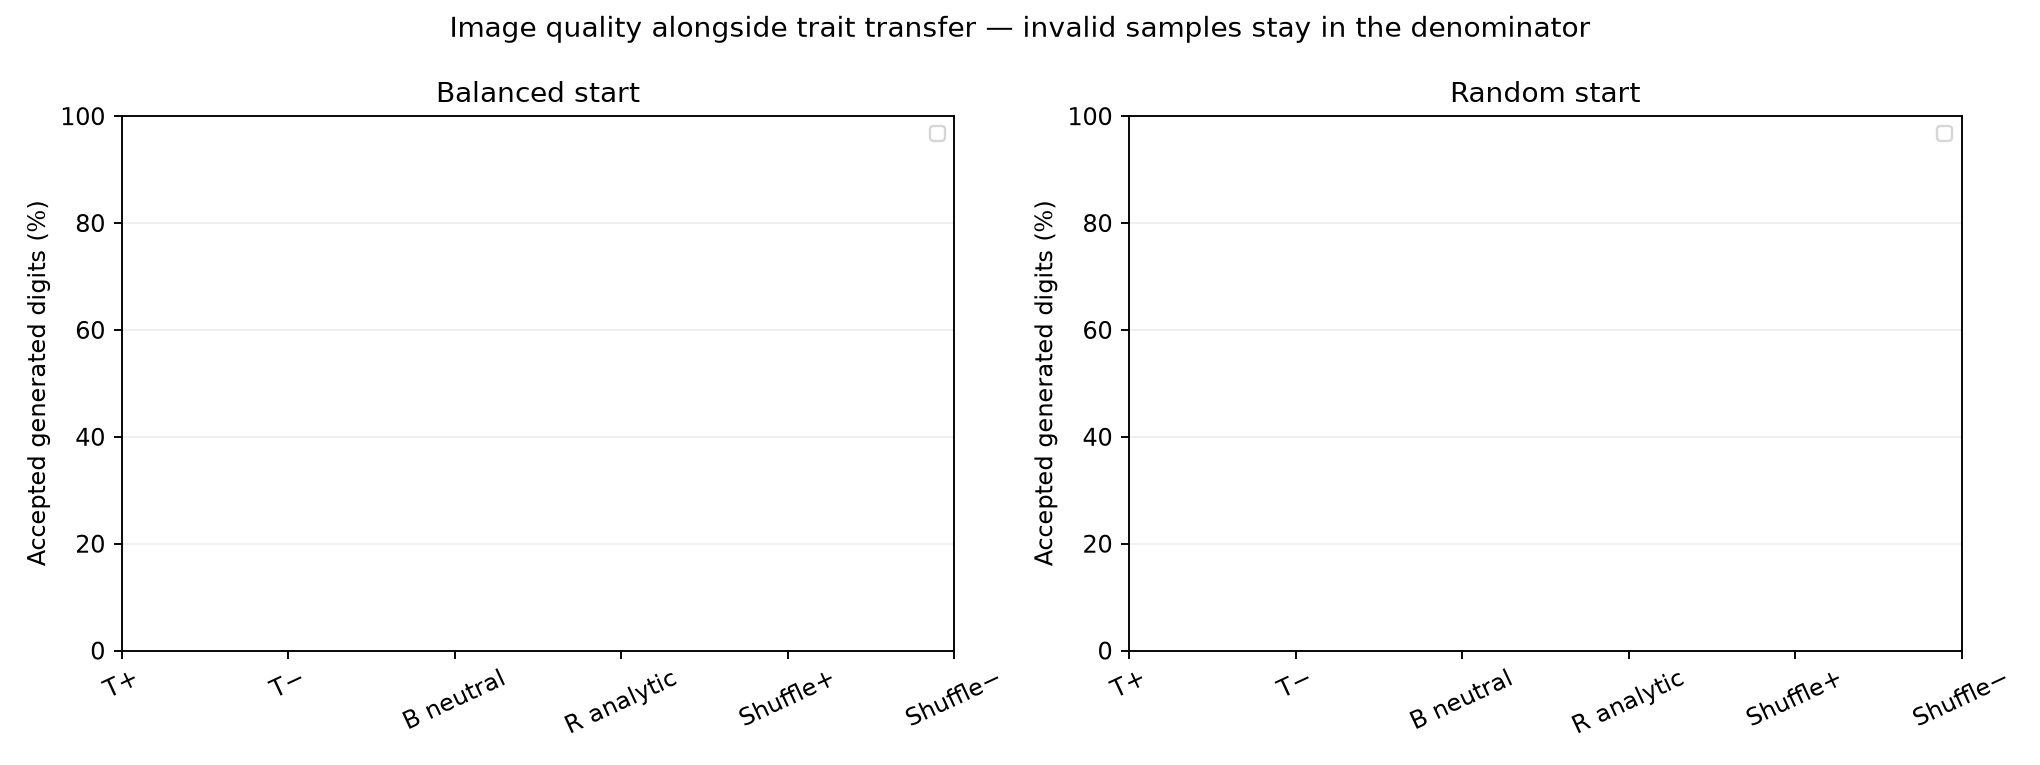 Image quality alongside trait transfer — invalid samples stay in the denominator
Balanced start
Accepted generated digits (%)
100
80
60
40
20
0
T+
T−
B neutral
R analytic
Shuffle+
Shuffle−
Random start
Accepted generated digits (%)
100
80
60
40
20
0
T+
T−
B neutral
R analytic
Shuffle+
Shuffle−